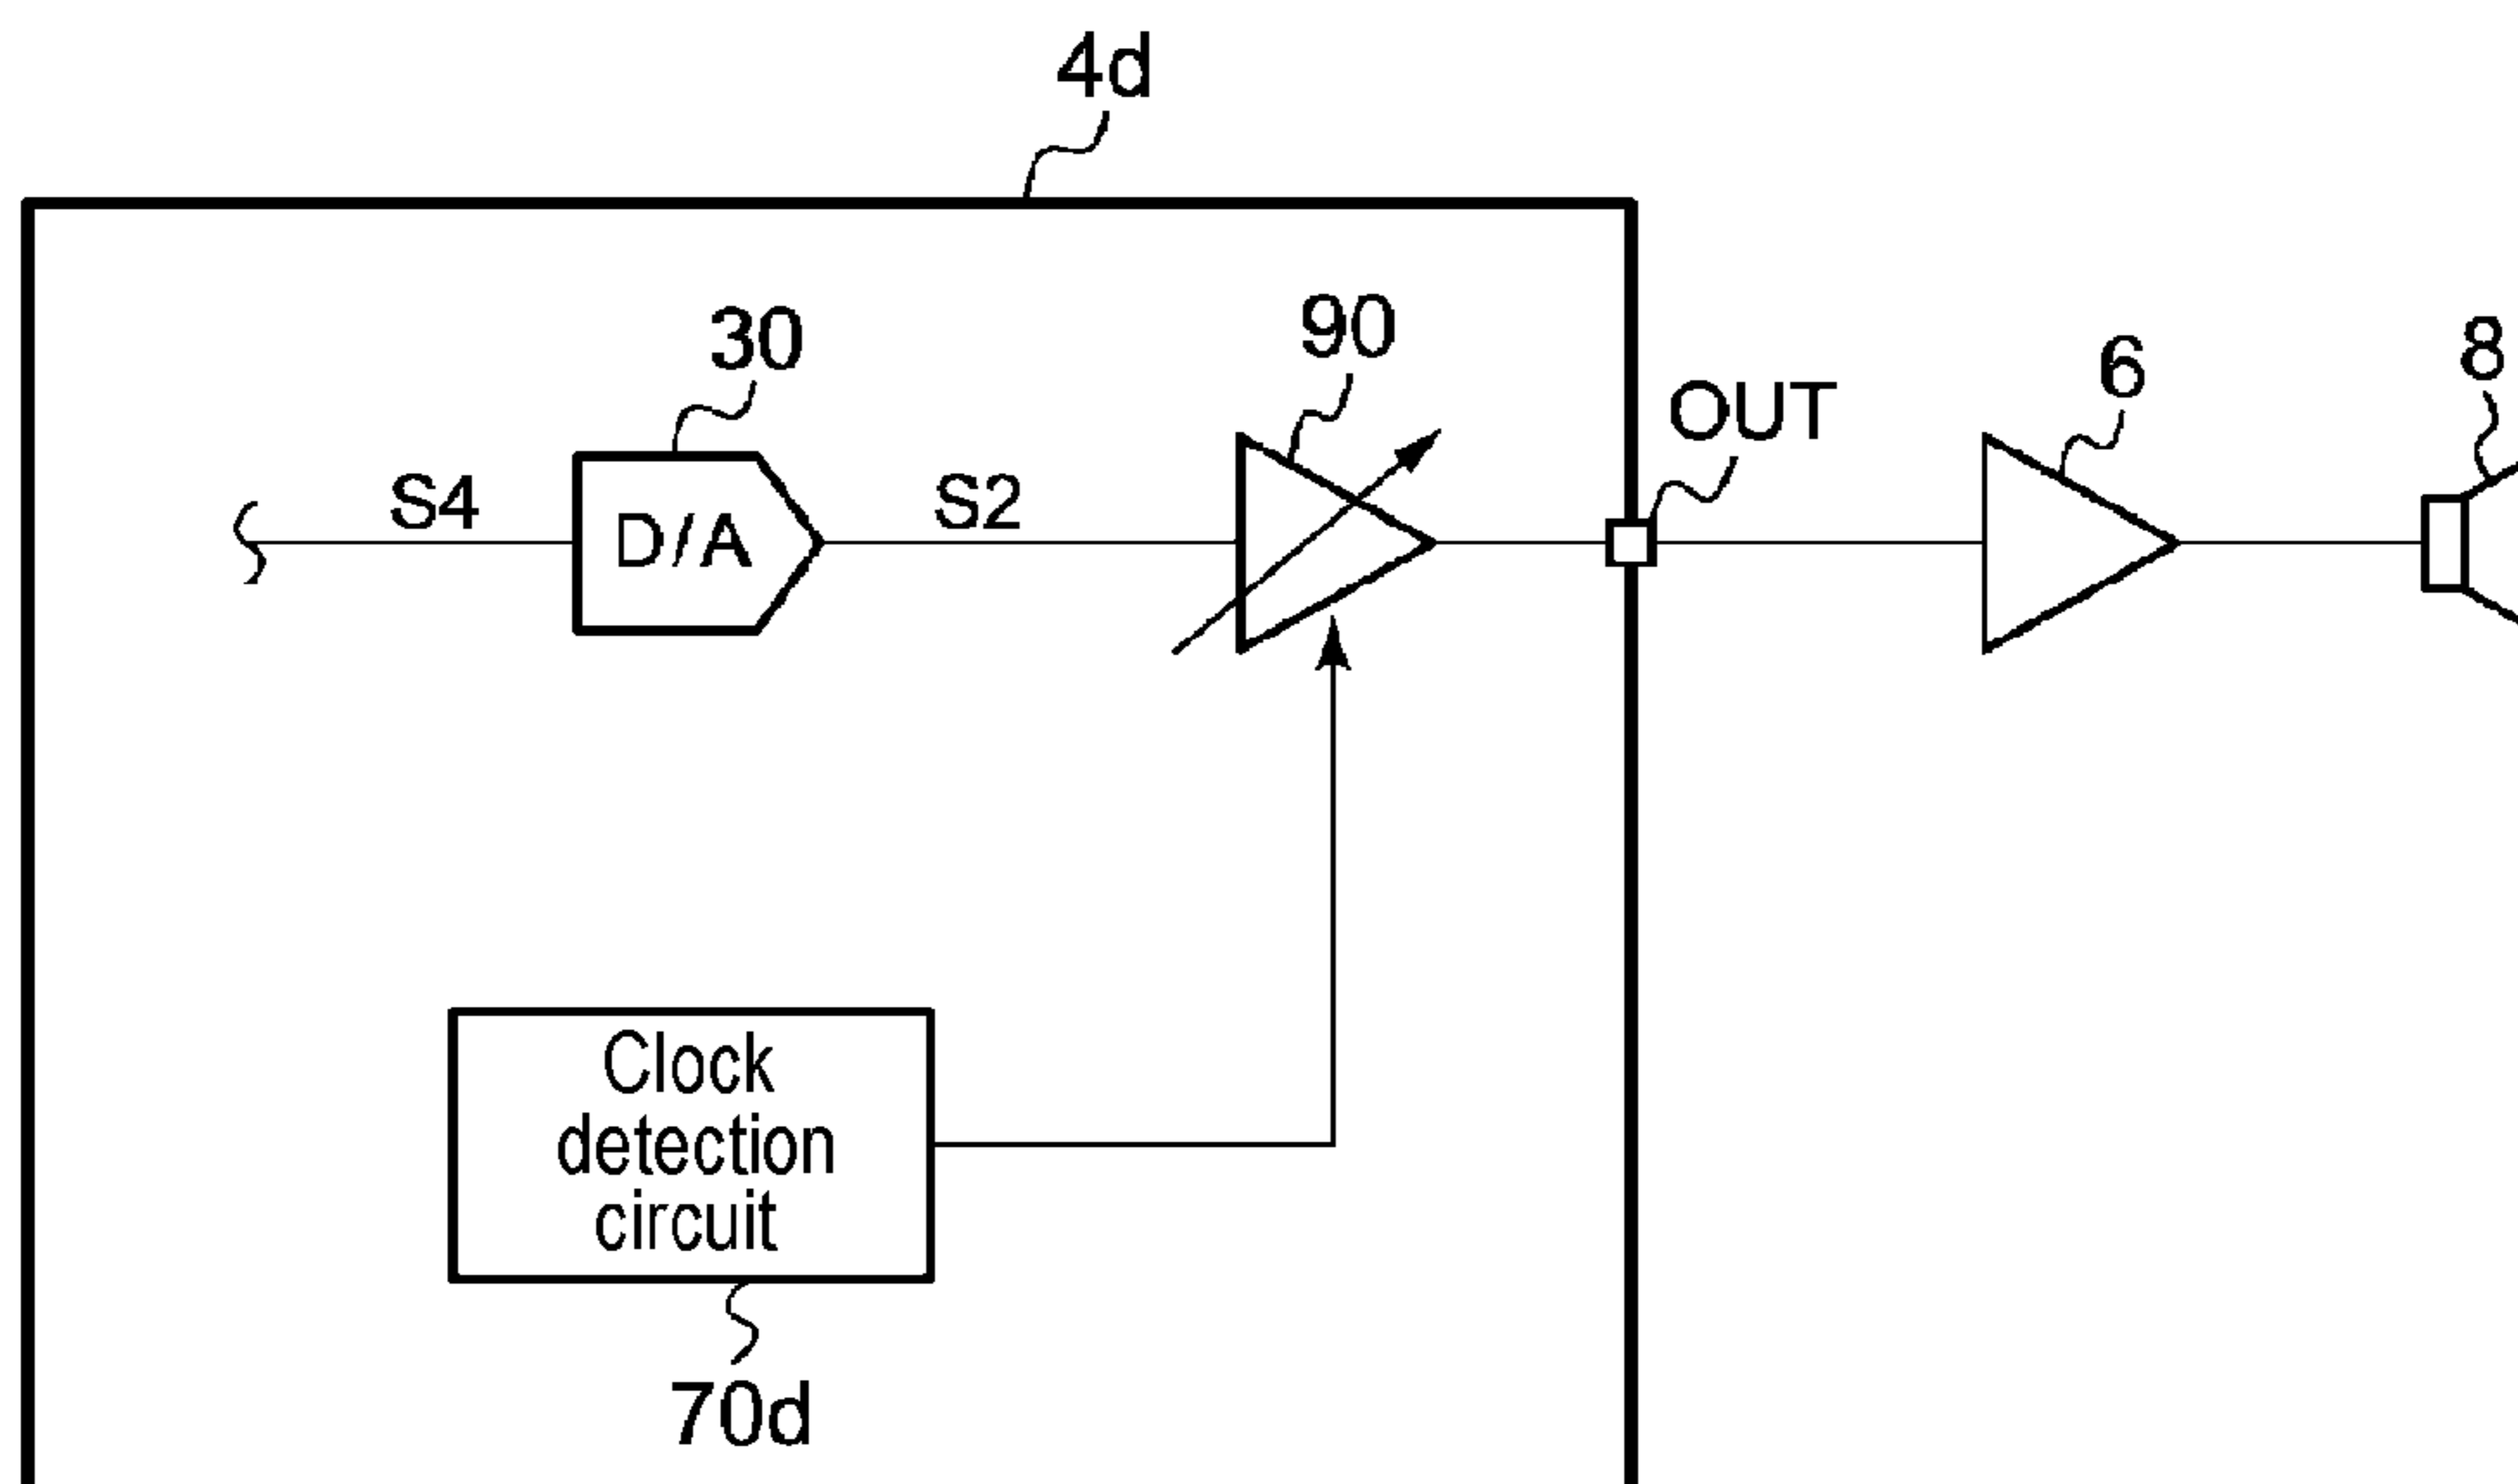 4d
30
90
OUT
6
8
S4
D/A
S2
Clock
detection
circuit
70d